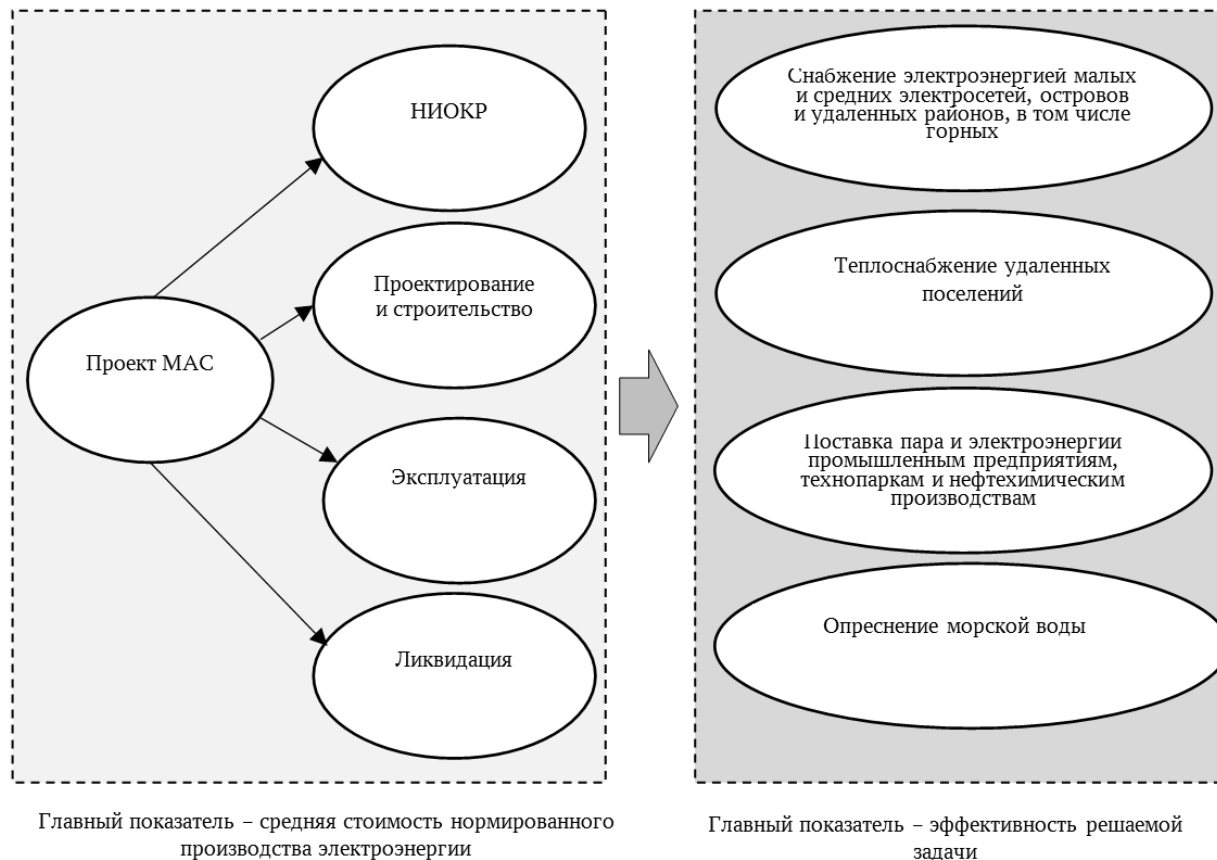 НИОКР
Проектирование
и строительство
Проект МАС
Эксплуатация
Ликвидация
Главный показатель – средняя стоимость нормированного
производства электроэнергии
Снабжение электроэнергией малых
и средних электросетей, островов
и удаленных районов, в том числе
горных
Теплоснабжение удаленных
поселений
Поставка пара и электроэнергии
промышленным предприятиям,
технопаркам и нефтехимическим
производствам
Опреснение морской воды
Главный показатель – эффективность решаемой
задачи